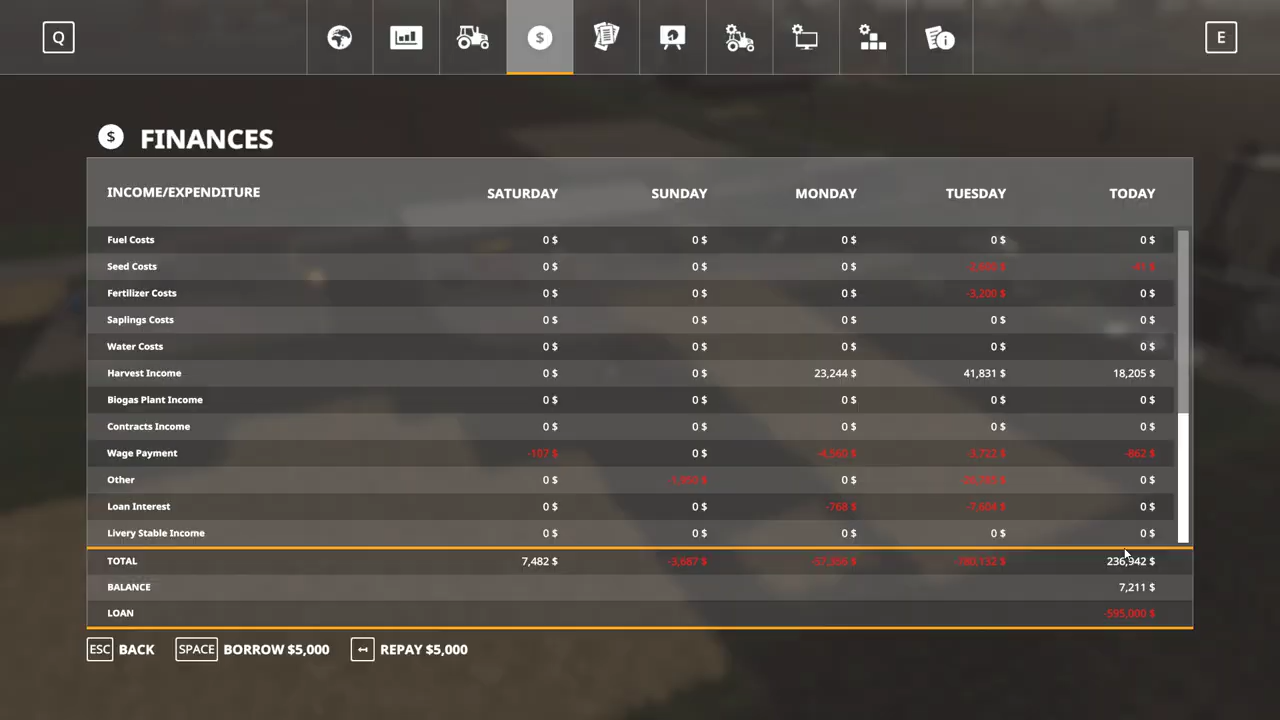 Q E
$ FINANCES
INCOME/EXPENDITURE SATURDAY SUNDAY MONDAY TUESDAY TODAY
Fuel Costs 0 $ 0 $ 0 $ 0 $ 0 $
Seed Costs 0 $ 0 $ 0 $
Fertilizer Costs 0 $ 0 $ 0 $ -3,200 $ 0 $
Saplings Costs 0 $ 0 $ 0 $ 0 $ 0 $
Water Costs 0 $ 0 $ 0 $ 0 $ 0 $
Harvest Income 0 $ 0 $ 23,244 $ 41,831 $ 18,205 $
Biogas Plant Income 0 $ 0 $ 0 $ 0 $ 0 $
Contracts Income 0 $ 0 $ 0 $ 0 $ 0 $
Wage Payment -107 $ 0 $ -4,560 $ -3,722 $ -862 $
Other 0 $ 0 $ 0 $
Loan Interest 0 $ 0 $ -768 $ -7,604 $ 0 $
Livery Stable Income 0 $ 0 $ 0 $ 0 $ 0 $
TOTAL 7,482 $ -3,687 $ 236,942 $
BALANCE 7,211 $
LOAN -595,000 $
ESC BACK SPACE BORROW $5,000 REPAY $5,000